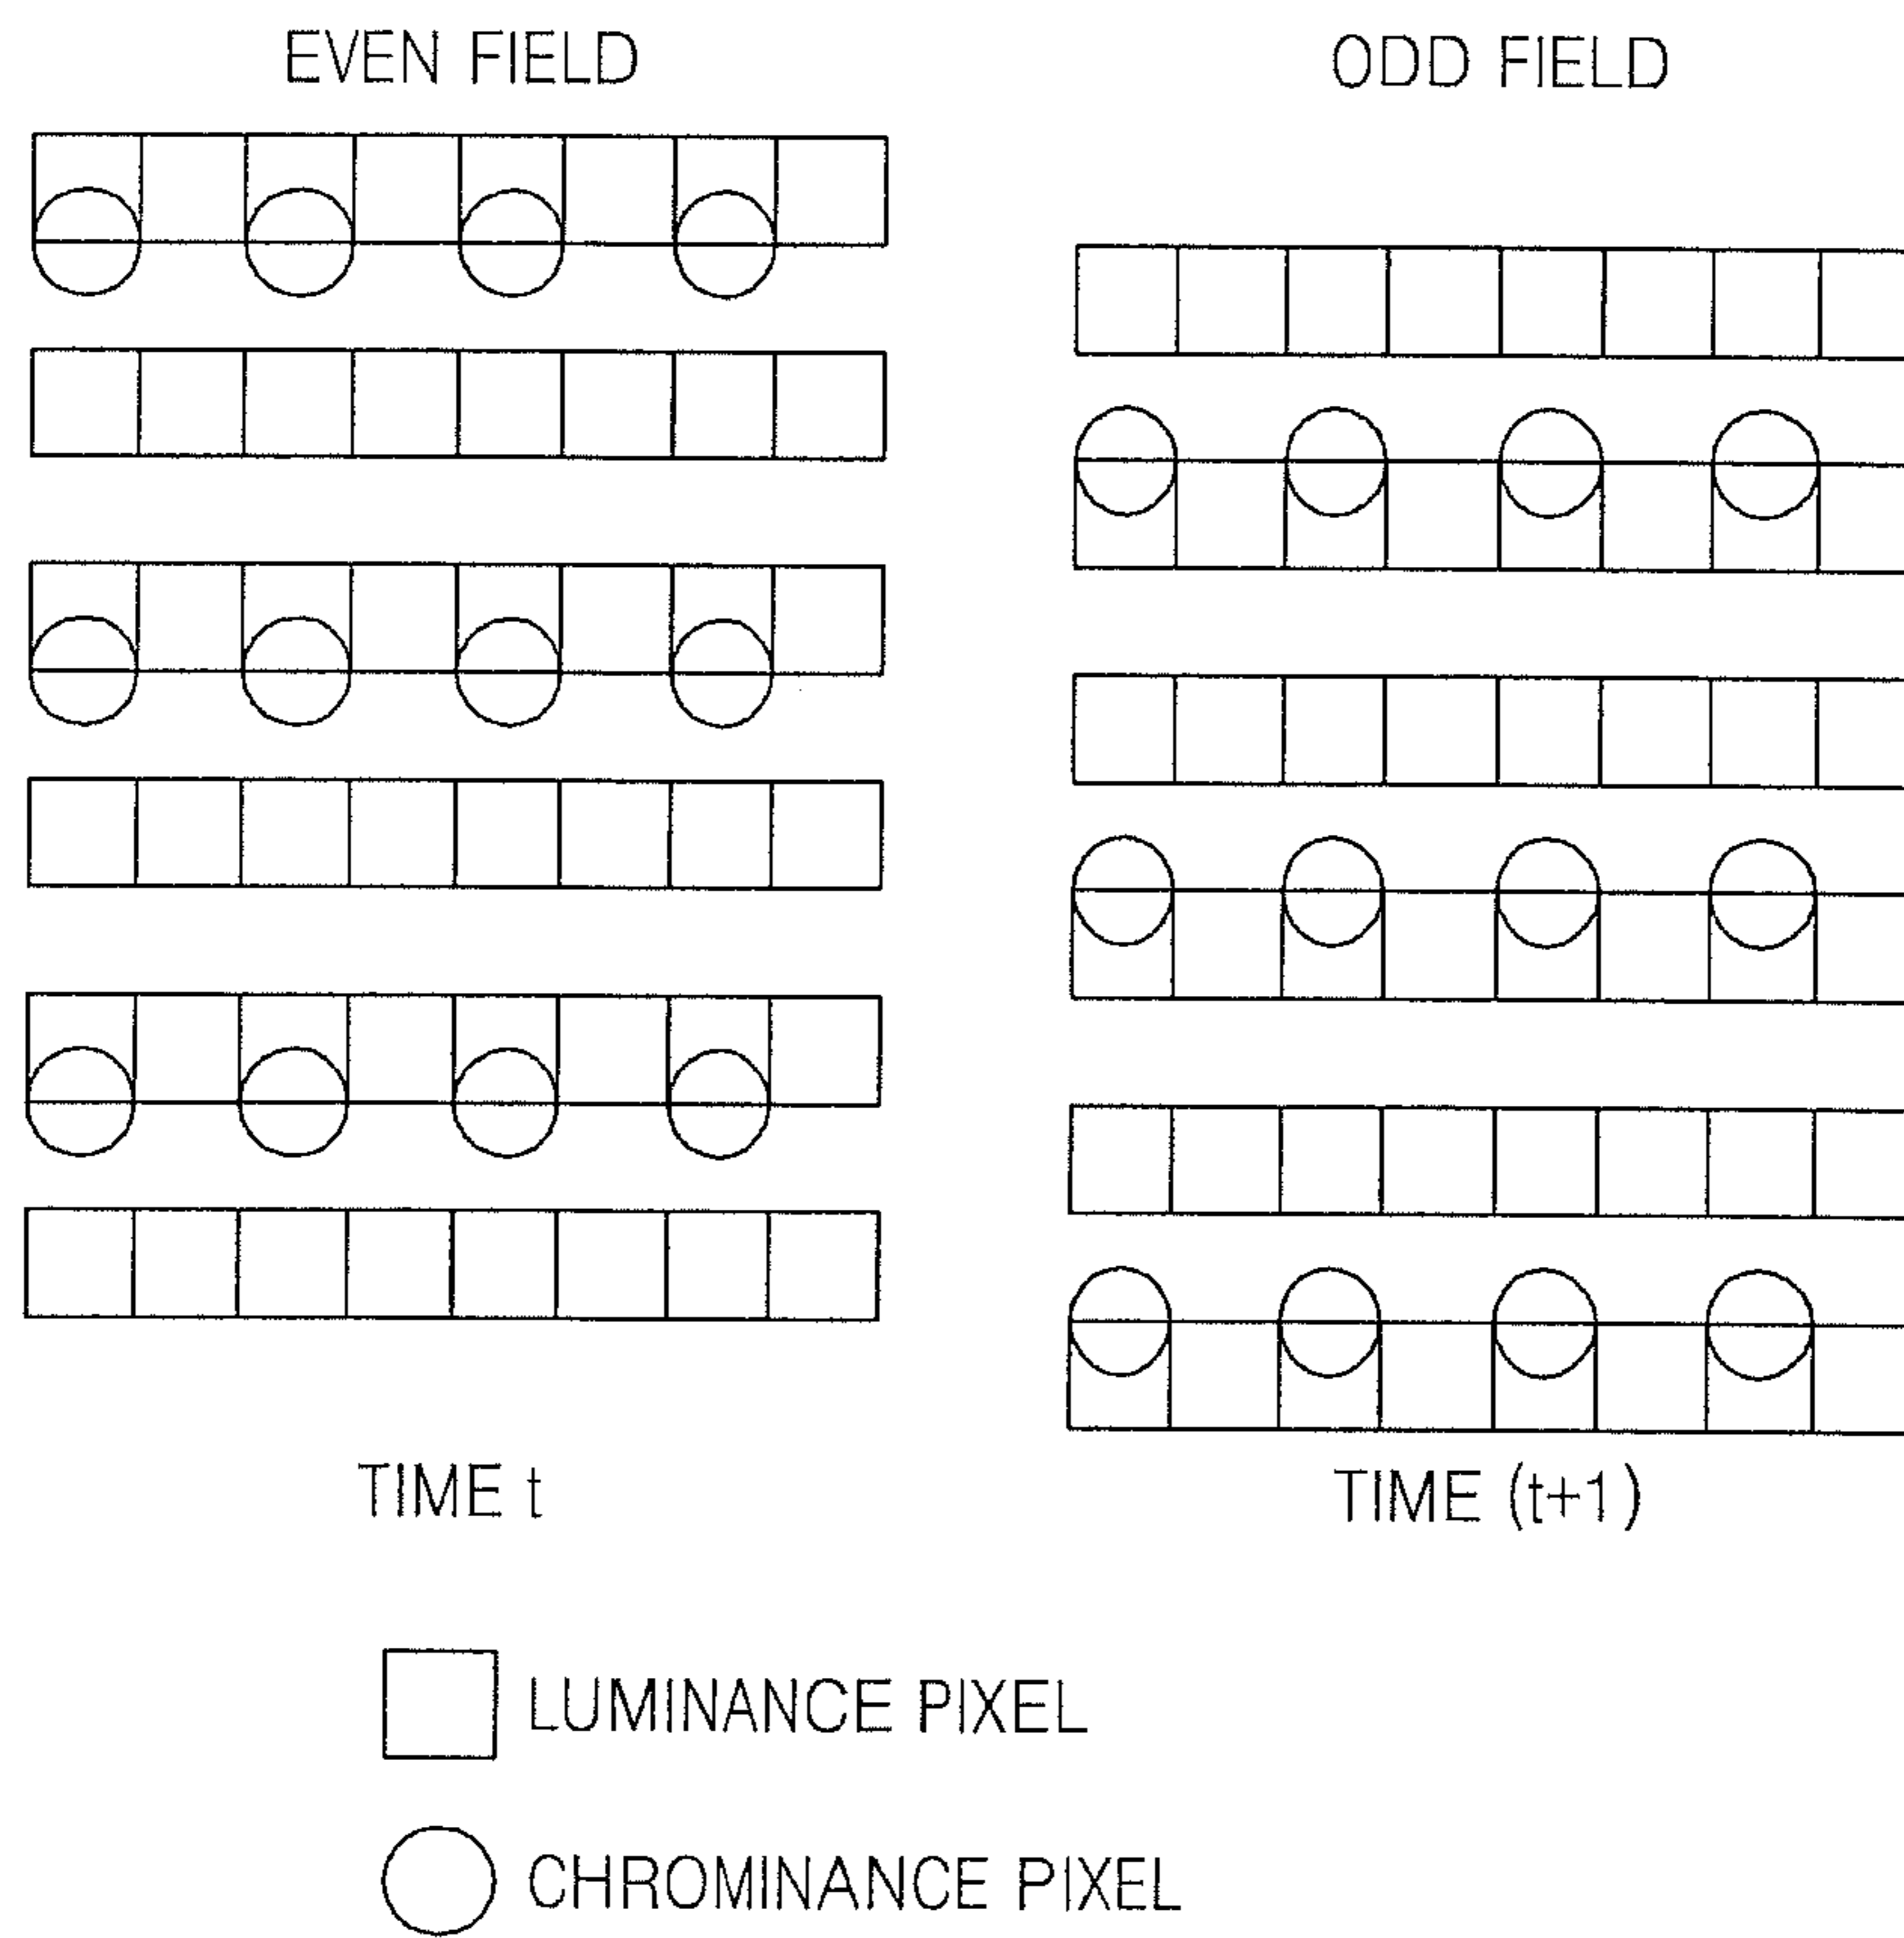 EVEN FIELD
ODD FIELD
TIME t
TIME (t+1)
LUMINANCE PIXEL
CHROMINANCE PIXEL